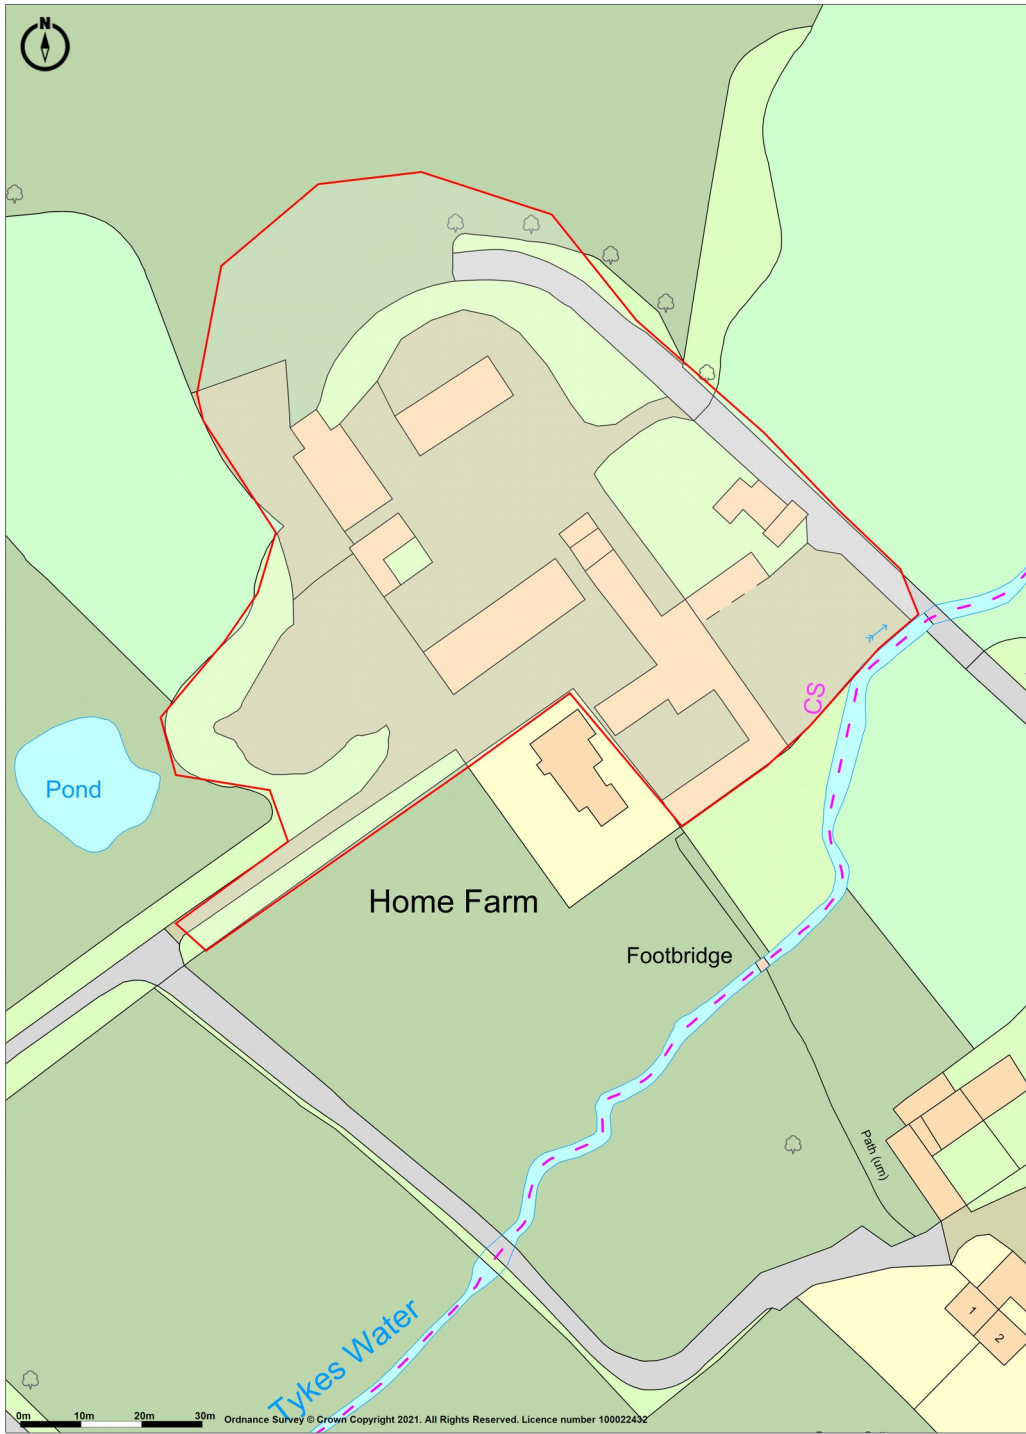 N
CS
Pond
Home Farm
Footbridge
Path (um)
1
2
Tykes Water
0m 10m 20m 30m
Ordnance Survey © Crown Copyright 2021. All Rights Reserved. Licence number 100022432